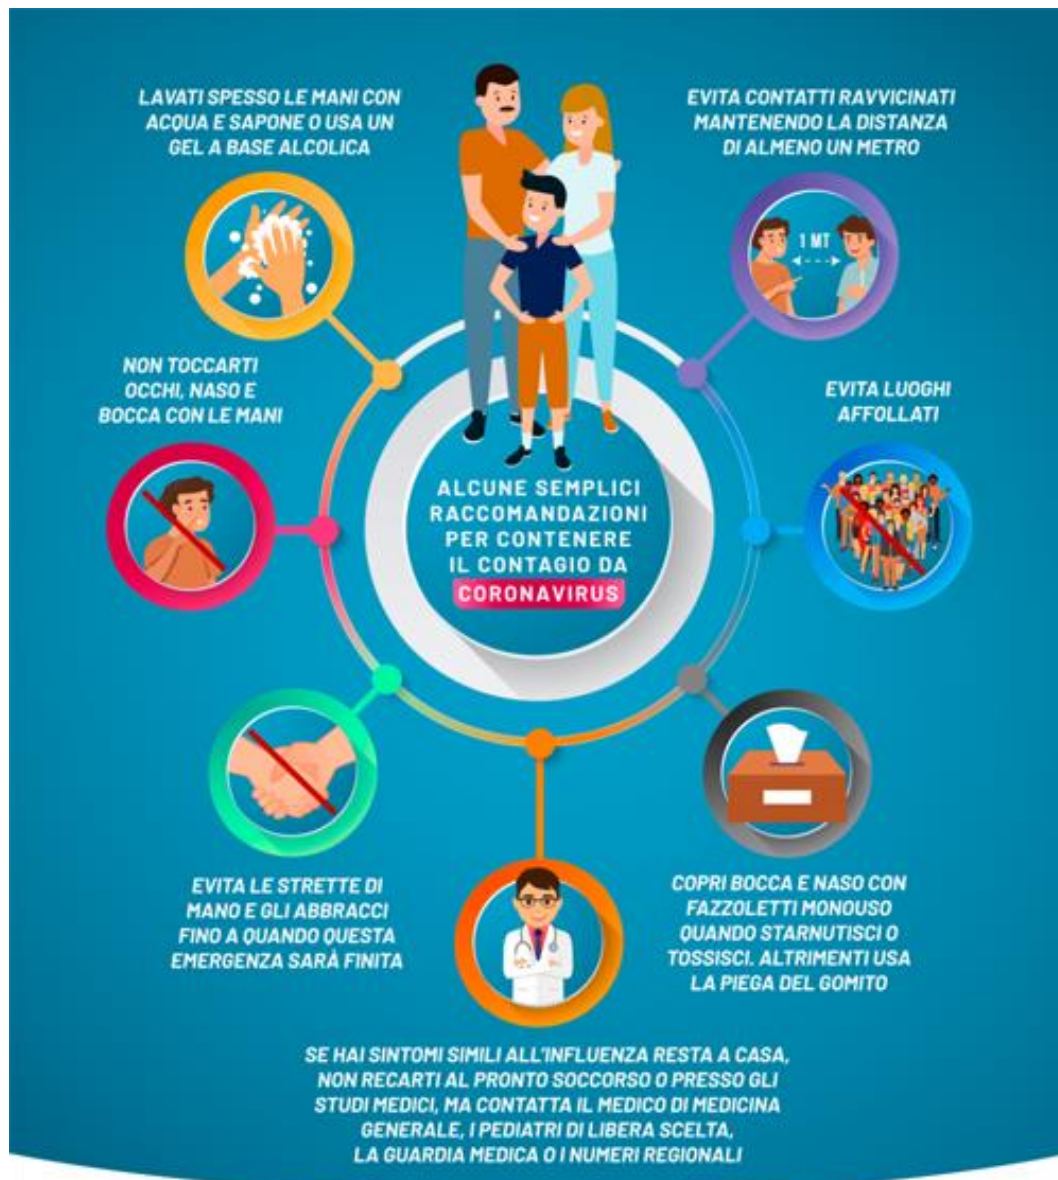 LAVATI SPESSO LE MANI CON
ACQUA E SAPONE O USA UN
GEL A BASE ALCOLICA
EVITA CONTATTI RAVVICINATI
MANTENENDO LA DISTANZA
DI ALMENO UN METRO
1 MT
NON TOCCARTI
OCCHI, NASO E
BOCCA CON LE MANI
EVITA LUOGHI
AFFOLLATI
ALCUNE SEMPLICI
RACCOMANDAZIONI
PER CONTENERE
IL CONTAGIO DA
CORONAVIRUS
EVITA LE STRETTE DI
MANO E GLI ABBRACCI
FINO A QUANDO QUESTA
EMERGENZA SARÀ FINITA
COPRI BOCCA E NASO CON
FAZZOLETTI MONOUSO
QUANDO STARNUTISCI O
TOSSISCI. ALTRIMENTI USA
LA PIEGA DEL GOMITO
SE HAI SINTOMI SIMILI ALL'INFLUENZA RESTA A CASA,
NON RECARTI AL PRONTO SOCCORSO O PRESSO GLI
STUDI MEDICI, MA CONTATTA IL MEDICO DI MEDICINA
GENERALE, I PEDIATRI DI LIBERA SCELTA,
LA GUARDIA MEDICA O I NUMERI REGIONALI